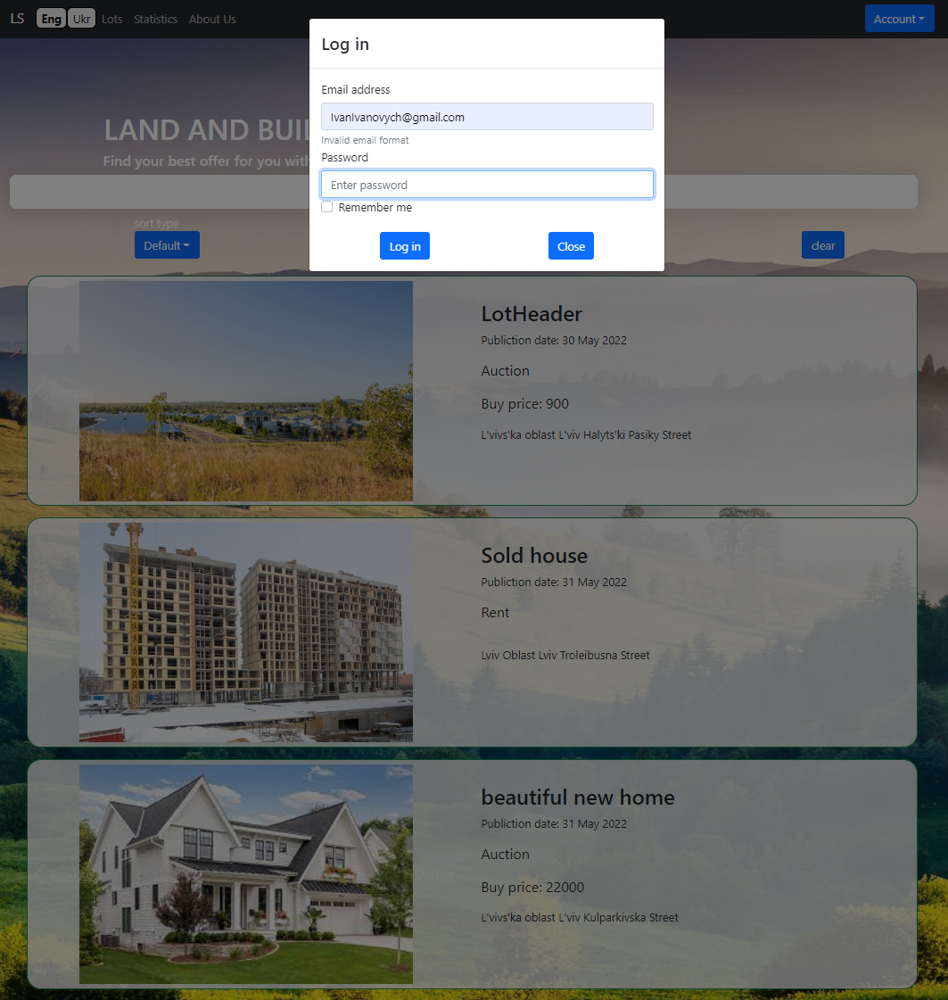 LS Eng Ukr Lots Statistics About Us Account
Log in
Email address
IvanIvanovych@gmail.com
Invalid email format
Password
Enter password
Remember me
Log in Close
LAND AND BUIL
Find your best offer for you with
sort type
Default clear
LotHeader
Publiction date: 30 May 2022
Auction
Buy price: 900
L'vivs'ka oblast L'viv Halyts'ki Pasiky Street
Previous
Sold house
Publiction date: 31 May 2022
Rent
Lviv Oblast Lviv Troleibusna Street
beautiful new home
Publiction date: 31 May 2022
Auction
Buy price: 22000
L'vivs'ka oblast L'viv Kulparkivska Street
Previous